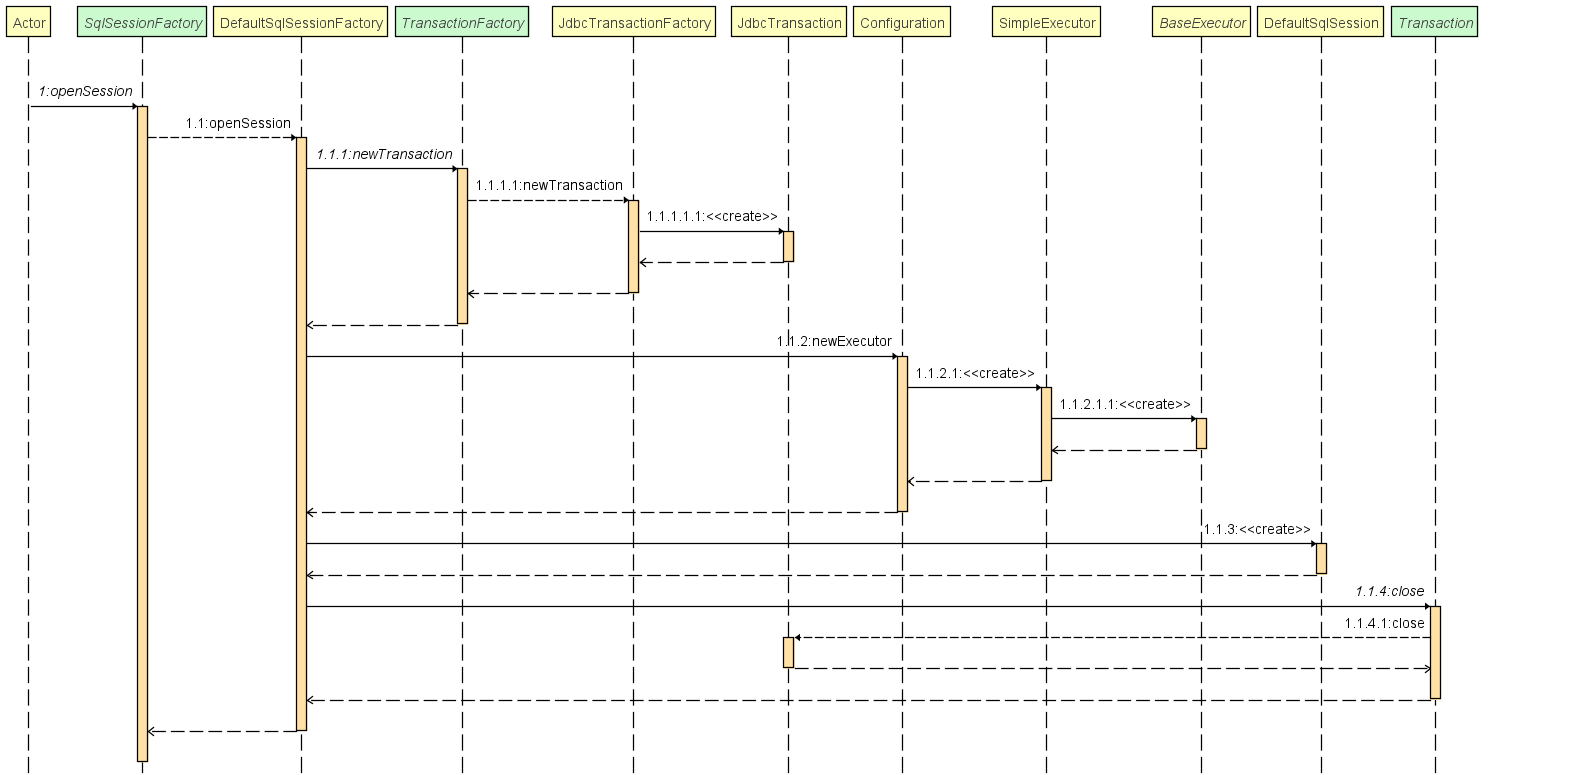 Actor
SqlSessionFactory
DefaultSqlSessionFactory
TransactionFactory
JdbcTransactionFactory
JdbcTransaction
Configuration
SimpleExecutor
BaseExecutor
DefaultSqlSession
Transaction
1:openSession
1.1:openSession
1.1.1:newTransaction
1.1.1.1:newTransaction
1.1.1.1.1:<<create>>
1.1.2:newExecutor
1.1.2.1:<<create>>
1.1.2.1.1:<<create>>
1.1.3:<<create>>
1.1.4:close
1.1.4.1:close